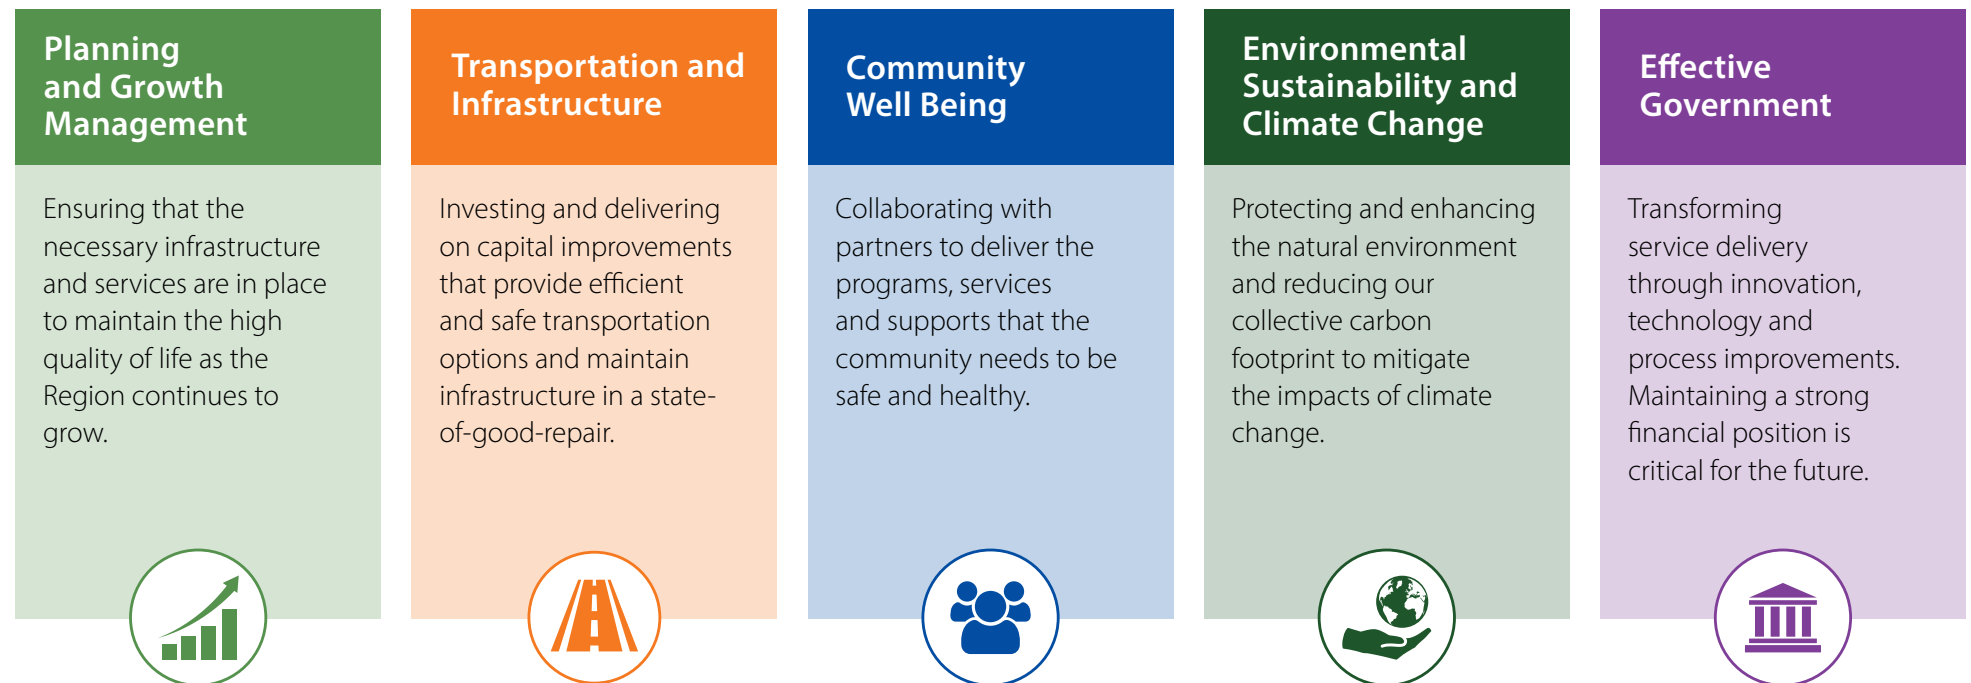 Planning
and Growth
Management
Ensuring that the
necessary infrastructure
and services are in place
to maintain the high
quality of life as the
Region continues to
grow.
Transportation and
Infrastructure
Investing and delivering
on capital improvements
that provide efficient
and safe transportation
options and maintain
infrastructure in a state-
of-good-repair.
Community
Well Being
Collaborating with
partners to deliver the
programs, services
and supports that the
community needs to be
safe and healthy.
Environmental
Sustainability and
Climate Change
Protecting and enhancing
the natural environment
and reducing our
collective carbon
footprint to mitigate
the impacts of climate
change.
Effective
Government
Transforming
service delivery
through innovation,
technology and
process improvements.
Maintaining a strong
financial position is
critical for the future.